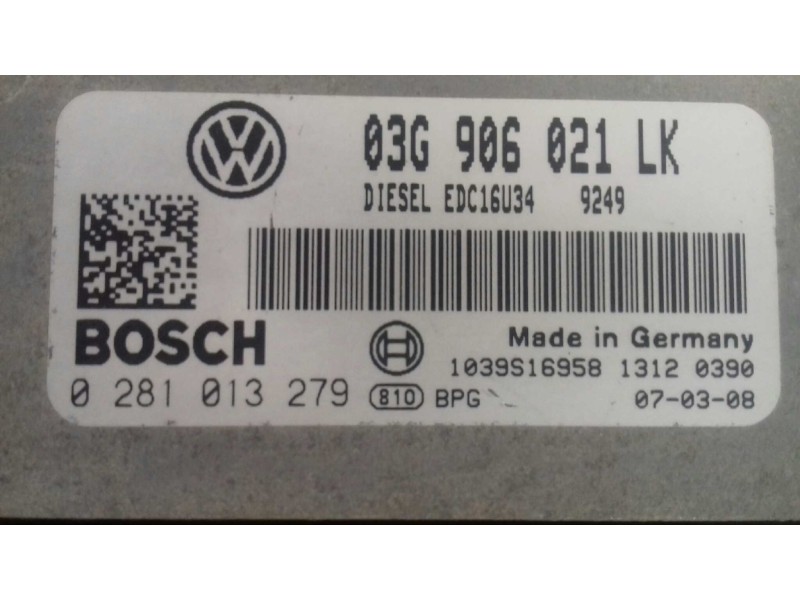 03G 906 021 LK
DIESEL EDC16U34 9249
BOSCH
Made in Germany
1039S16958 1312 0390
0 281 013 279 810 BPG 07-03-08